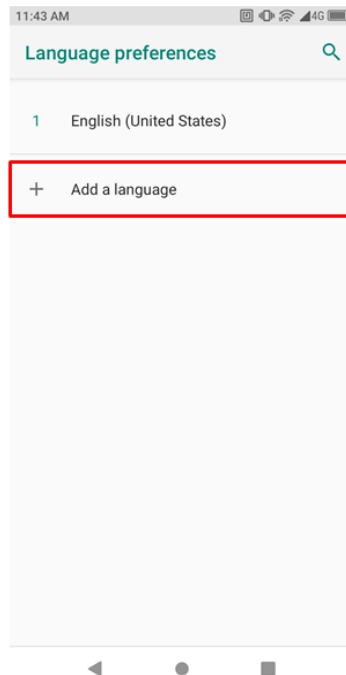 11:43 AM 4G
Language preferences
1 English (United States)
+ Add a language